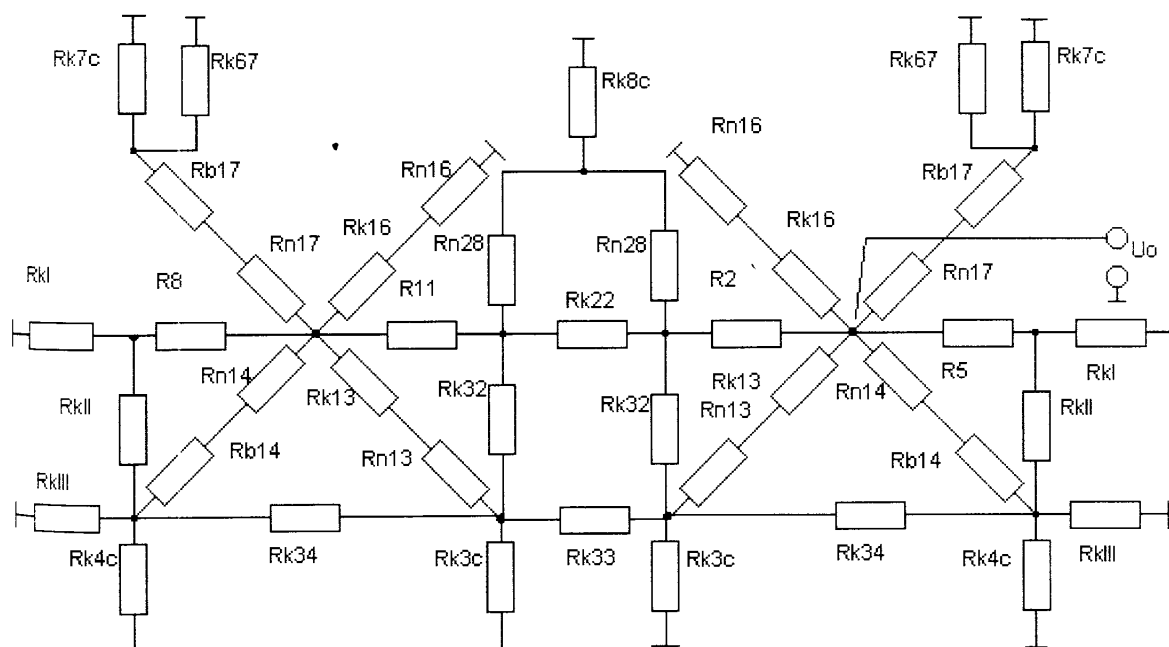 Rk7c
Rk67
Rk8c
Rk67
Rk7c
Rn16
Rb17
Rn16
Rb17
Rk16
Rn28
Rn28
Rk16
Uo
Rn17
Rn17
RkI
R8
R11
Rk22
R2
Rn14
Rk13
Rk32
Rk32
Rk13
Rn14
R5
RkI
RkII
Rn13
RkII
Rb14
Rn13
Rb14
RkIII
Rk4c
Rk34
Rk3c
Rk33
Rk3c
Rk34
Rk4c
RkIII